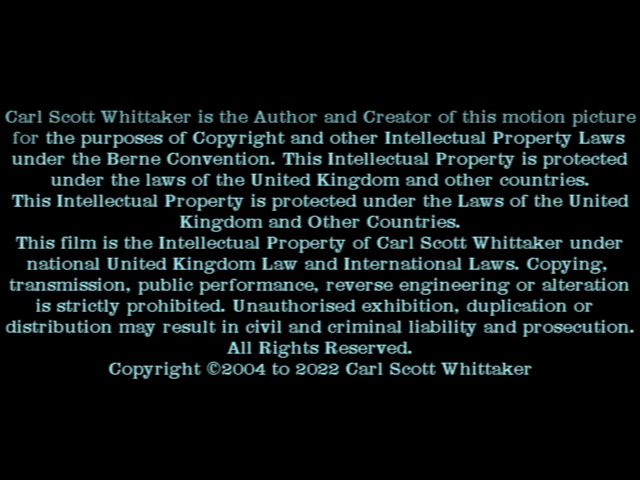 Carl Scott Whittaker is the Author and Creator of this motion picture
for the purposes of Copyright and other Intellectual Property Laws
under the Berne Convention. This Intellectual Property is protected
under the laws of the United Kingdom and other countries.
This Intellectual Property is protected under the Laws of the United
Kingdom and Other Countries.
This film is the Intellectual Property of Carl Scott Whittaker under
national United Kingdom Law and International Laws. Copying,
transmission, public performance, reverse engineering or alteration
is strictly prohibited. Unauthorised exhibition, duplication or
distribution may result in civil and criminal liability and prosecution.
All Rights Reserved.
Copyright ©2004 to 2022 Carl Scott Whittaker